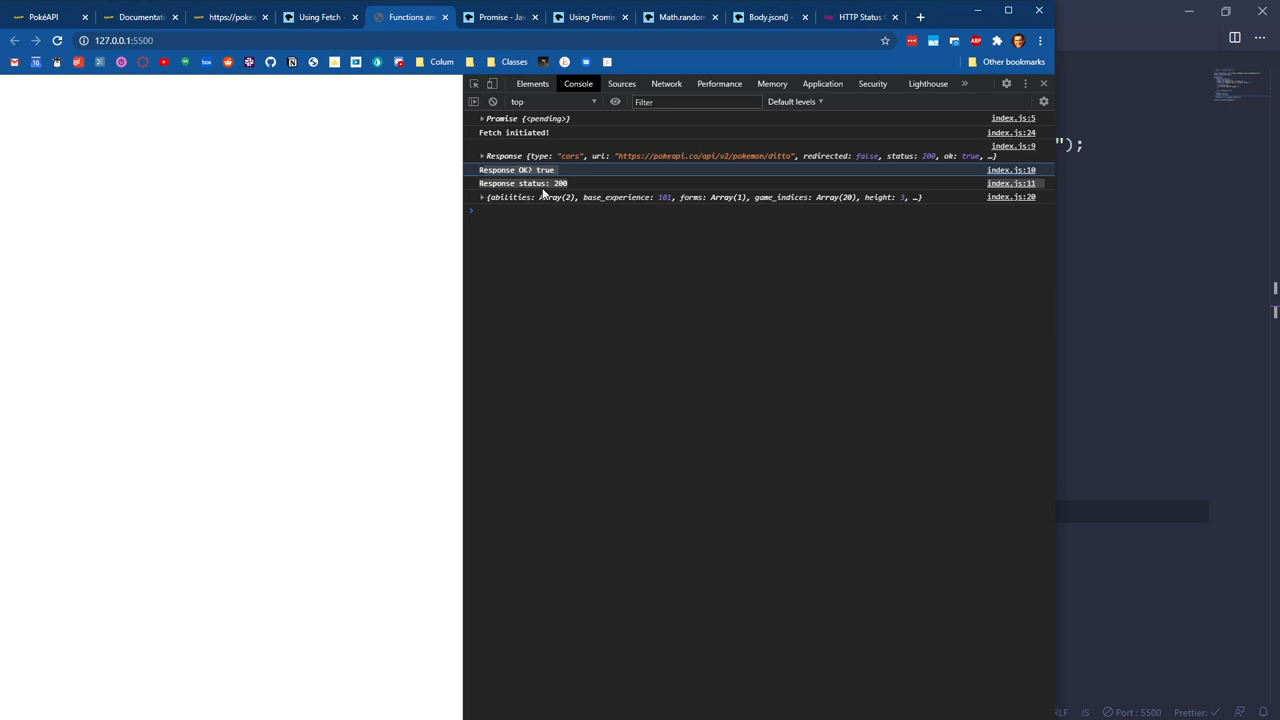 PokéAPI
Documentati
https://pokea
Using Fetch -
Functions and
Promise - Jav
Using Promis
Math.random
Body.json() -
HTTP Status
127.0.0.1:5500
Colum
Classes
Other bookmarks
Elements
Console
Sources
Network
Performance
Memory
Application
Security
Lighthouse
top
Filter
Default levels
Promise {<pending>} index.js:5
Fetch initiated! index.js:24
index.js:9
Response {type: "cors", url: "https://pokeapi.co/api/v2/pokemon/ditto", redirected: false, status: 200, ok: true, …}
Response OK? true index.js:10
Response status: 200 index.js:11
{abilities: Array(2), base_experience: 101, forms: Array(1), game_indices: Array(20), height: 3, …} index.js:20
");
RLF JS Port : 5500 Prettier: